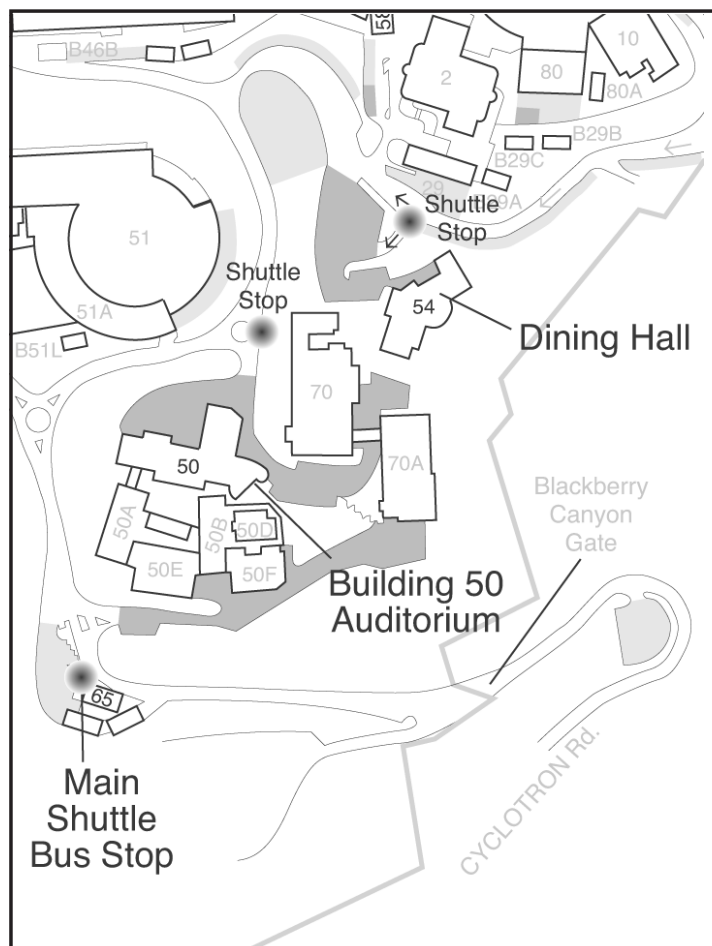 58
B46B
10
2
80
80A
B29B
B29C
29
29A
Shuttle
Stop
51
Shuttle
Stop
54
51A
Dining Hall
B51L
70
50
70A
Blackberry
Canyon
Gate
50A
50B
50D
50E
50F
Building 50
Auditorium
65
Main
Shuttle
Bus Stop
CYCLOTRON Rd.